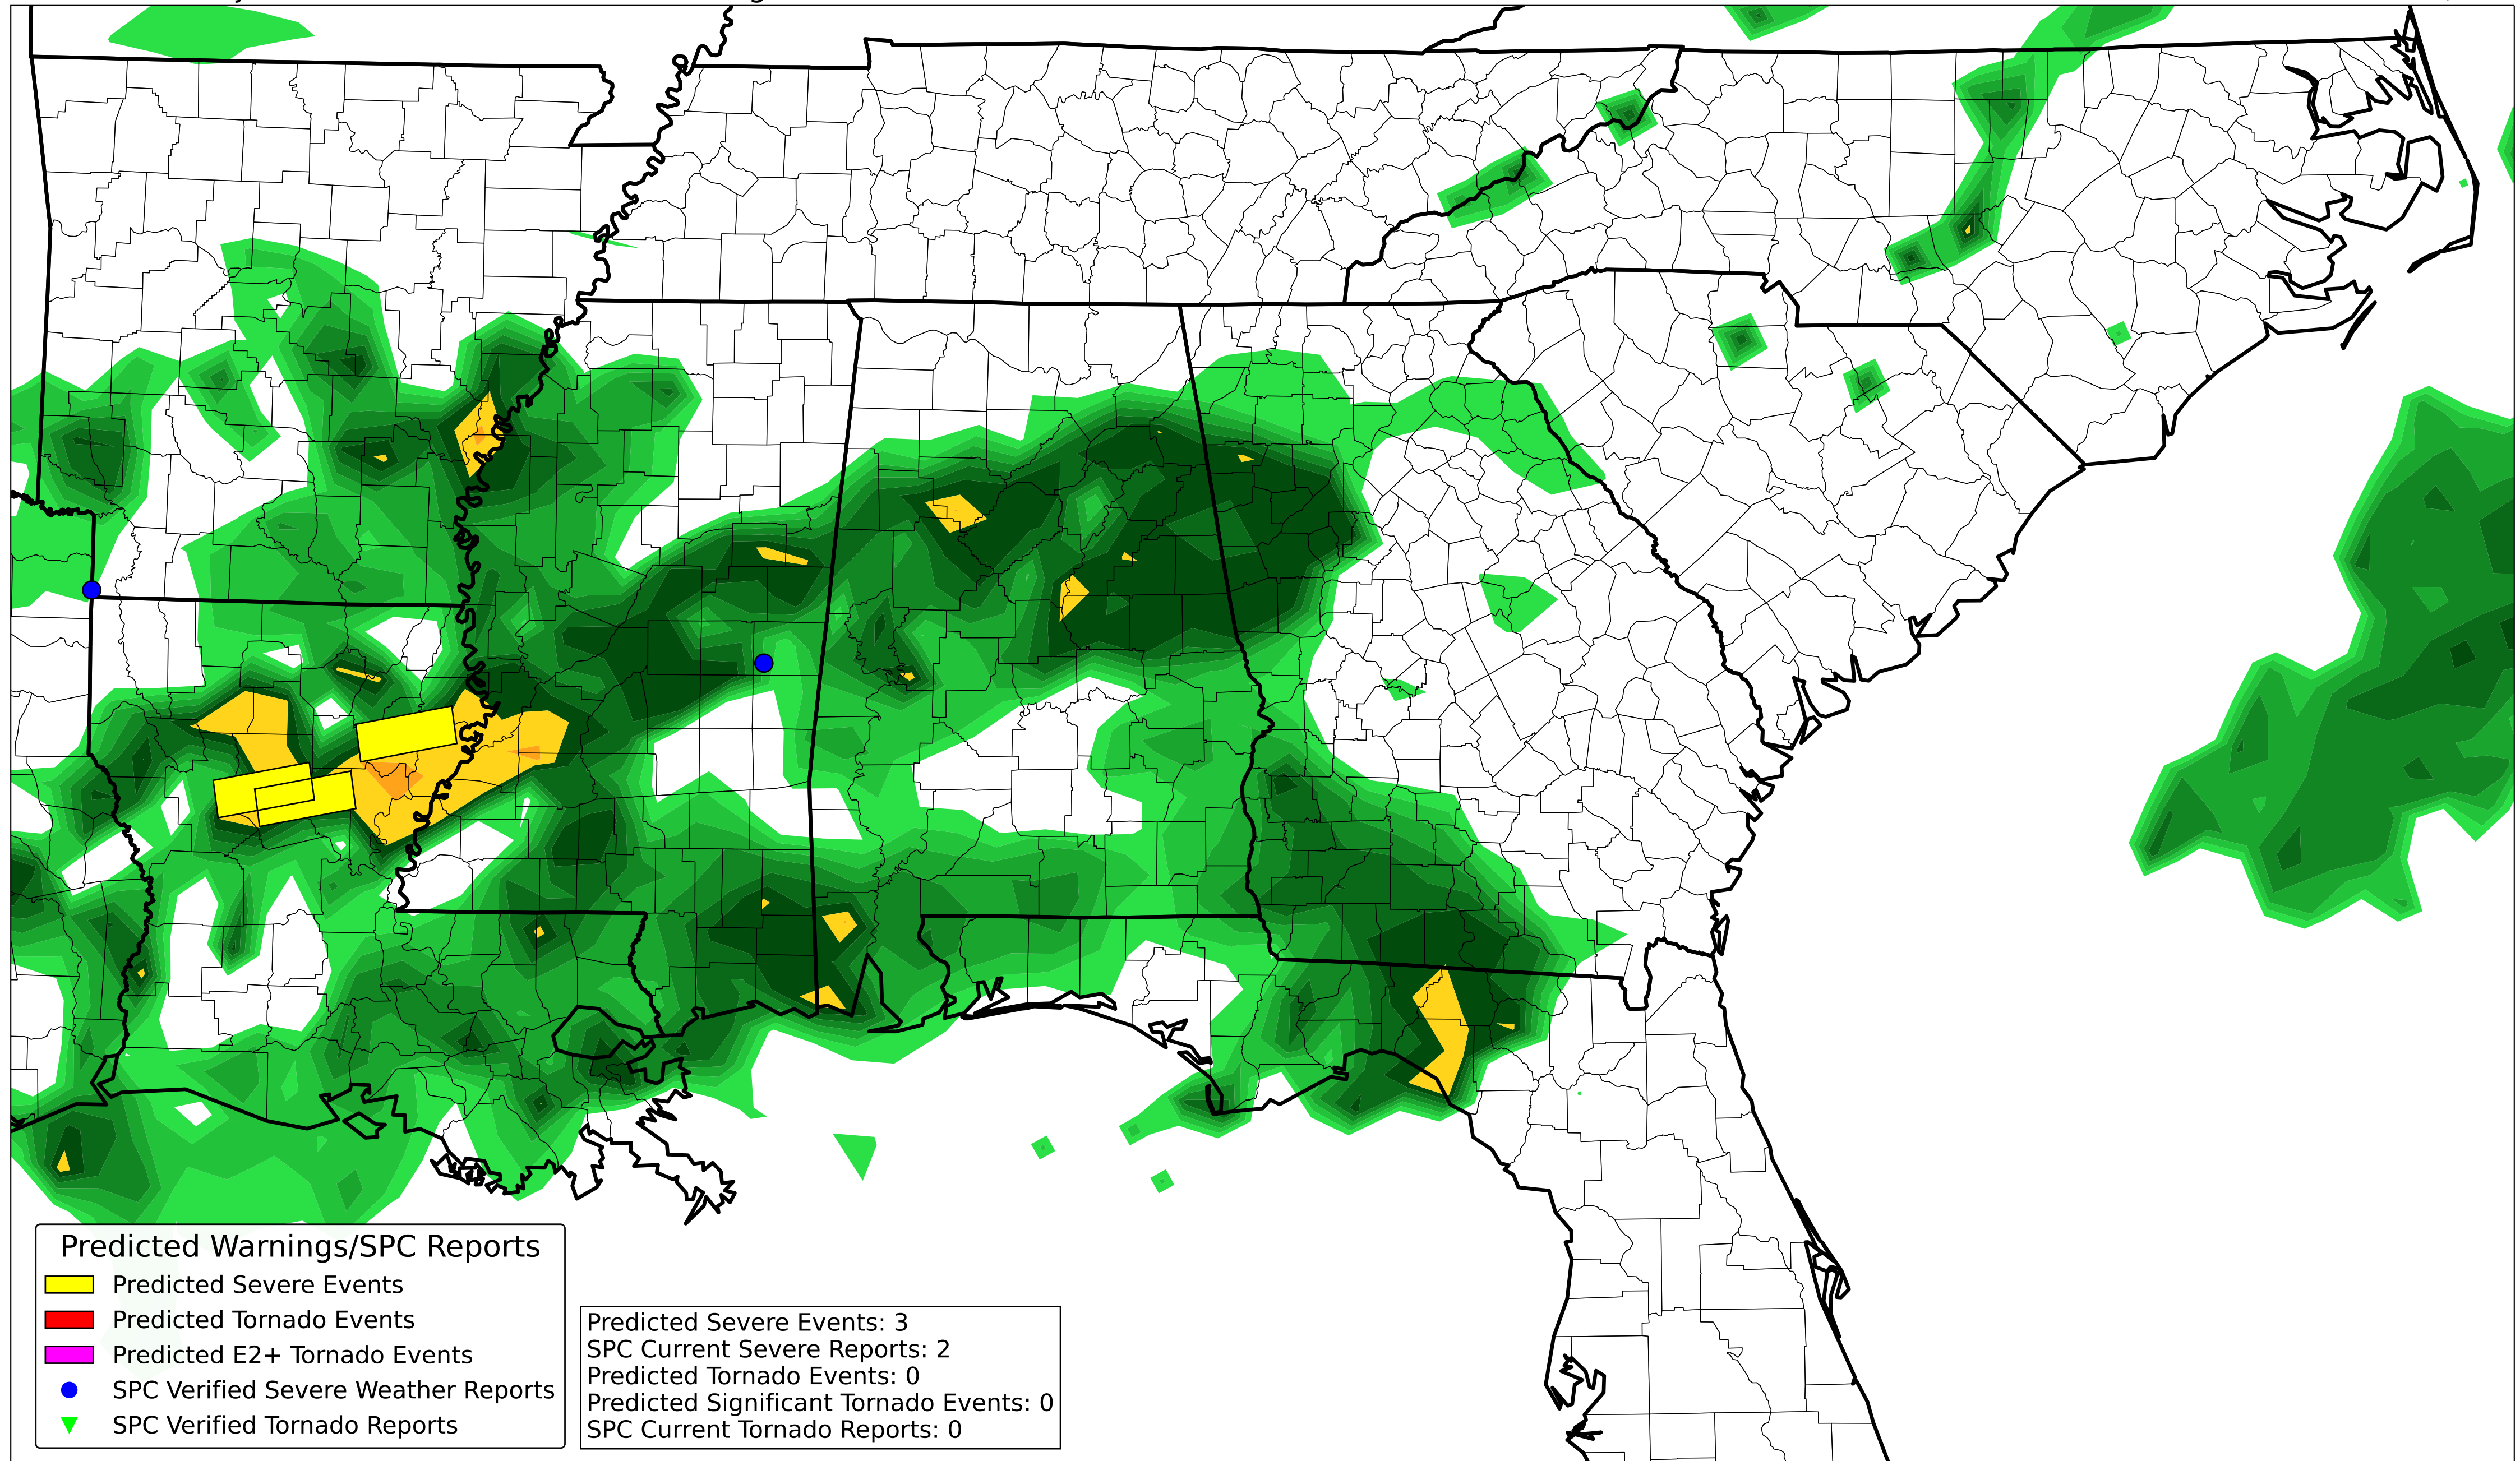 Predicted Warnings/SPC Reports
Predicted Severe Events
Predicted Tornado Events
Predicted E2+ Tornado Events
SPC Verified Severe Weather Reports
SPC Verified Tornado Reports
Predicted Severe Events: 3
SPC Current Severe Reports: 2
Predicted Tornado Events: 0
Predicted Significant Tornado Events: 0
SPC Current Tornado Reports: 0